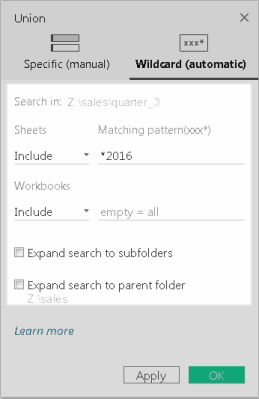 Union
xxx*
Specific (manual) Wildcard (automatic)
Search in: Z:\sales\quarter_3
Sheets Matching pattern(xxx*)
Include *2016
Workbooks
Include empty = all
Expand search to subfolders
Expand search to parent folder
Z:\sales
Learn more
Apply OK